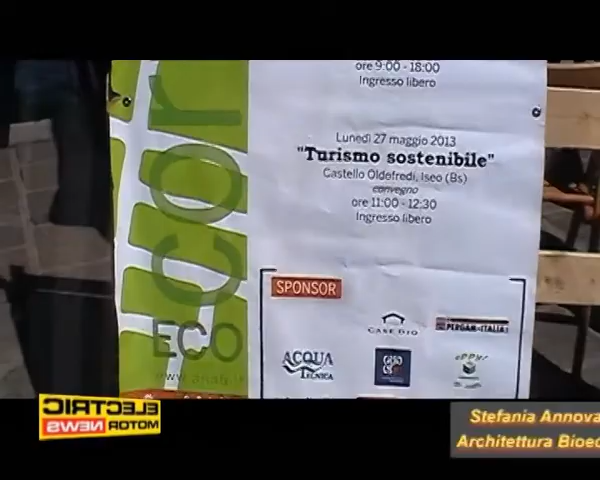 ore 9:00 - 18:00
Ingresso libero
Lunedì 27 maggio 2013
"Turismo sostenibile"
Castello Oldofredi, Iseo (Bs)
convegno
ore 11:00 - 12:30
Ingresso libero
SPONSOR
CASE BIO
PERGAM-ITALIA
ACQUA
TECNICA
cor
ECO
ELECTRIC
MOTOR NEWS
Stefania Annova
Architettura Bioec